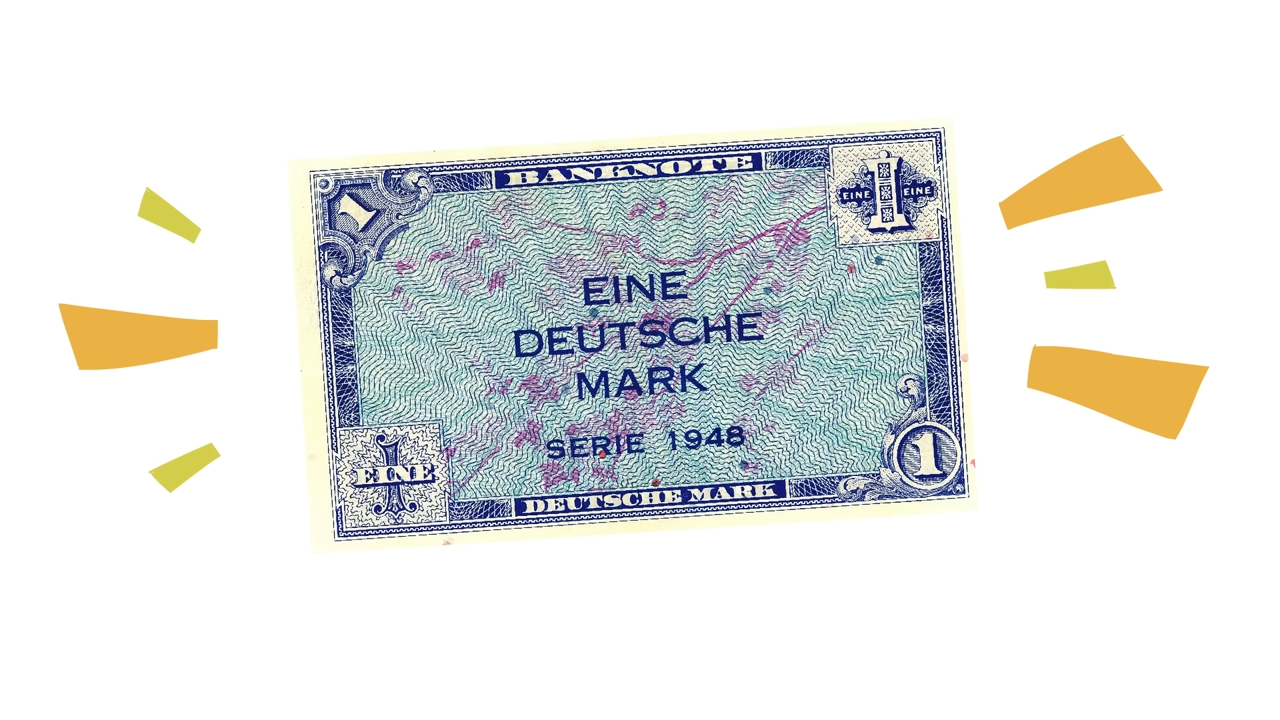 BANKNOTE
1
1
EINE EINE
EINE
DEUTSCHE
MARK
SERIE 1948
1
EINE
1
DEUTSCHE MARK